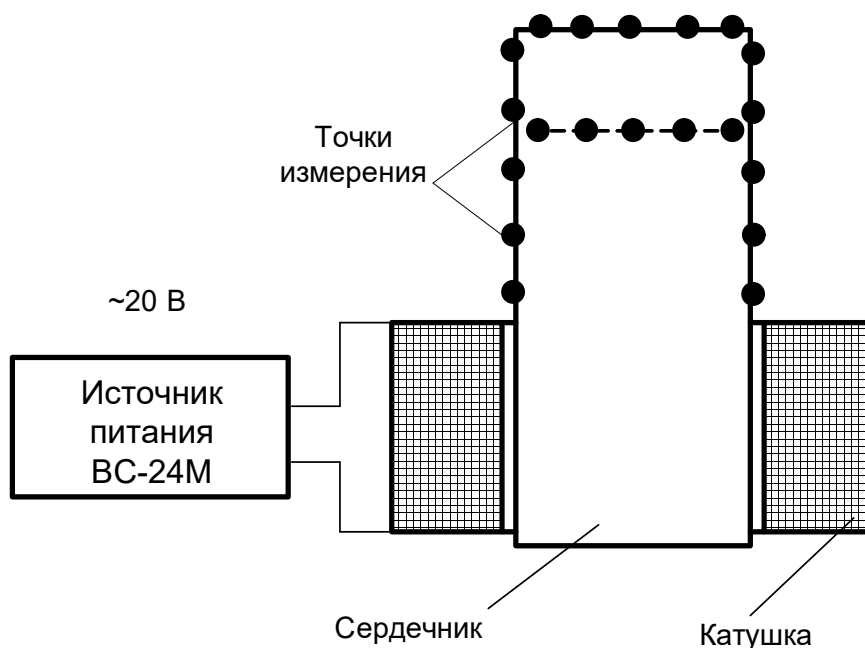 Точки
измерения
~20 В
Источник
питания
ВС-24М
Сердечник
Катушка